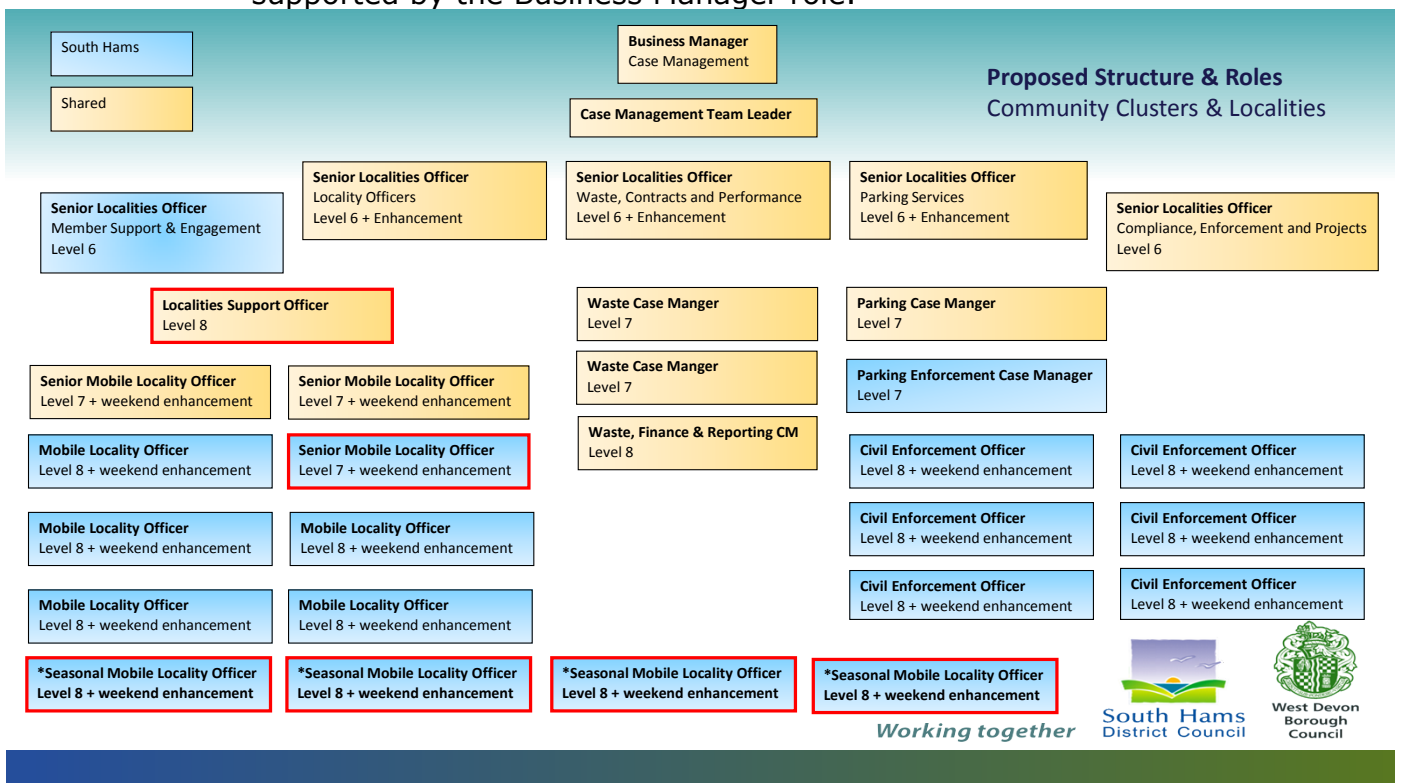 supported by the Business Manager role.
South Hams
Shared
Business Manager
Case Management
Case Management Team Leader
Proposed Structure & Roles
Community Clusters & Localities
Senior Localities Officer
Member Support & Engagement
Level 6
Senior Localities Officer
Locality Officers
Level 6 + Enhancement
Senior Localities Officer
Waste, Contracts and Performance
Level 6 + Enhancement
Senior Localities Officer
Parking Services
Level 6 + Enhancement
Senior Localities Officer
Compliance, Enforcement and Projects
Level 6
Localities Support Officer
Level 8
Waste Case Manger
Level 7
Parking Case Manger
Level 7
Senior Mobile Locality Officer
Level 7 + weekend enhancement
Senior Mobile Locality Officer
Level 7 + weekend enhancement
Waste Case Manger
Level 7
Parking Enforcement Case Manager
Level 7
Mobile Locality Officer
Level 8 + weekend enhancement
Senior Mobile Locality Officer
Level 7 + weekend enhancement
Waste, Finance & Reporting CM
Level 8
Civil Enforcement Officer
Level 8 + weekend enhancement
Civil Enforcement Officer
Level 8 + weekend enhancement
Mobile Locality Officer
Level 8 + weekend enhancement
Mobile Locality Officer
Level 8 + weekend enhancement
Civil Enforcement Officer
Level 8 + weekend enhancement
Civil Enforcement Officer
Level 8 + weekend enhancement
Mobile Locality Officer
Level 8 + weekend enhancement
Mobile Locality Officer
Level 8 + weekend enhancement
Civil Enforcement Officer
Level 8 + weekend enhancement
Civil Enforcement Officer
Level 8 + weekend enhancement
*Seasonal Mobile Locality Officer
Level 8 + weekend enhancement
*Seasonal Mobile Locality Officer
Level 8 + weekend enhancement
*Seasonal Mobile Locality Officer
Level 8 + weekend enhancement
*Seasonal Mobile Locality Officer
Level 8 + weekend enhancement
Working together
South Hams
District Council
West Devon
Borough
Council